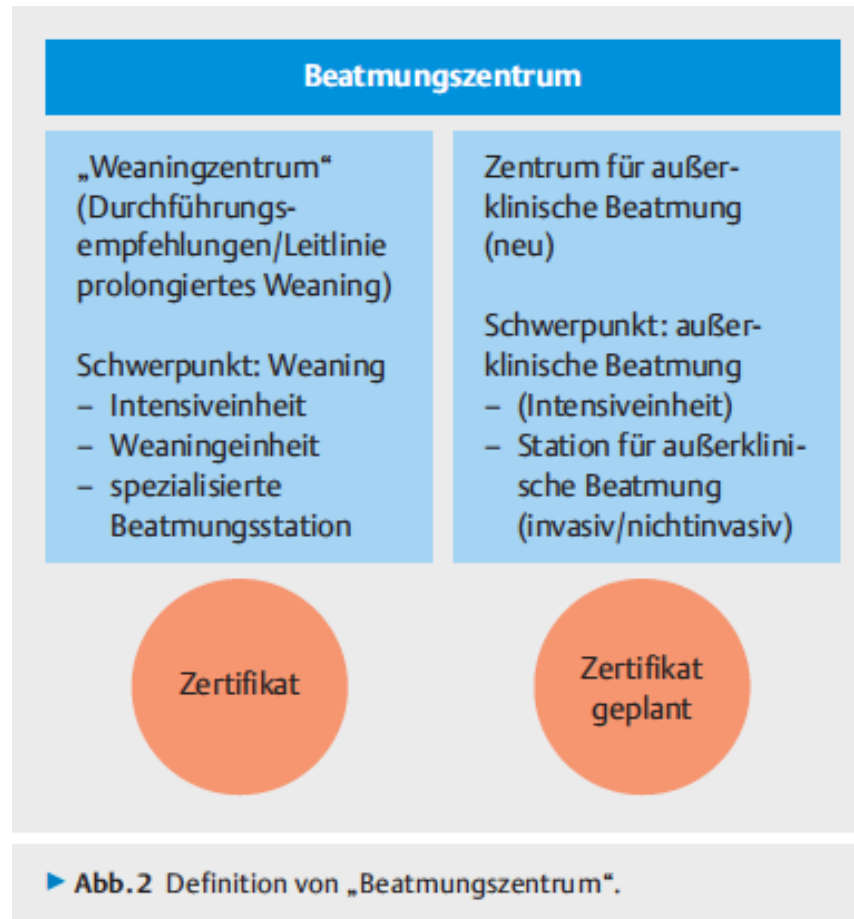 Beatmungszentrum
„Weaningzentrum“
(Durchführungs-
empfehlungen/Leitlinie
prolongiertes Weaning)
Schwerpunkt: Weaning
– Intensiveinheit
– Weaningeinheit
– spezialisierte
Beatmungsstation
Zentrum für außer-
klinische Beatmung
(neu)
Schwerpunkt: außer-
klinische Beatmung
– (Intensiveinheit)
– Station für außerklini-
sche Beatmung
(invasiv/nichtinvasiv)
Zertifikat
Zertifikat
geplant
▶ Abb. 2 Definition von „Beatmungszentrum“.